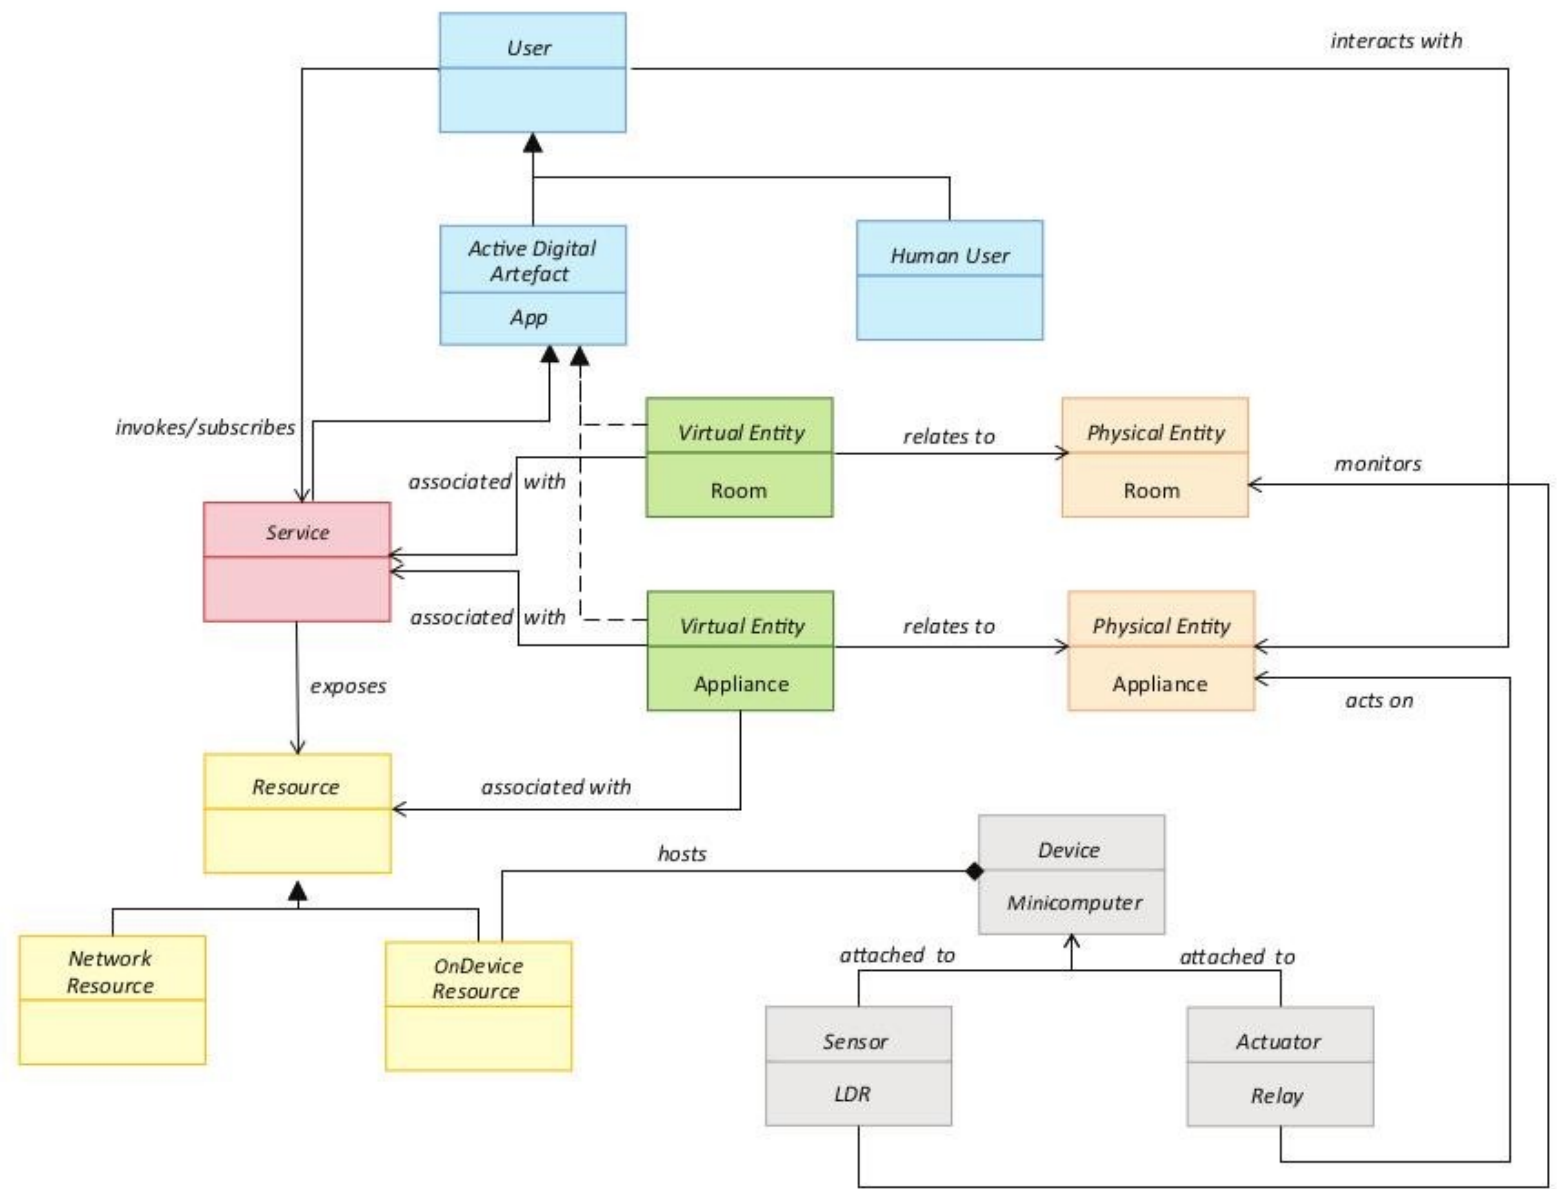 User
interacts with
Active Digital
Artefact
App
Human User
invokes/subscribes
Virtual Entity
Room
relates to
Physical Entity
Room
monitors
associated with
Service
associated with
Virtual Entity
Appliance
relates to
Physical Entity
Appliance
acts on
exposes
Resource
associated with
hosts
Device
Minicomputer
Network
Resource
OnDevice
Resource
attached to
attached to
Sensor
LDR
Actuator
Relay